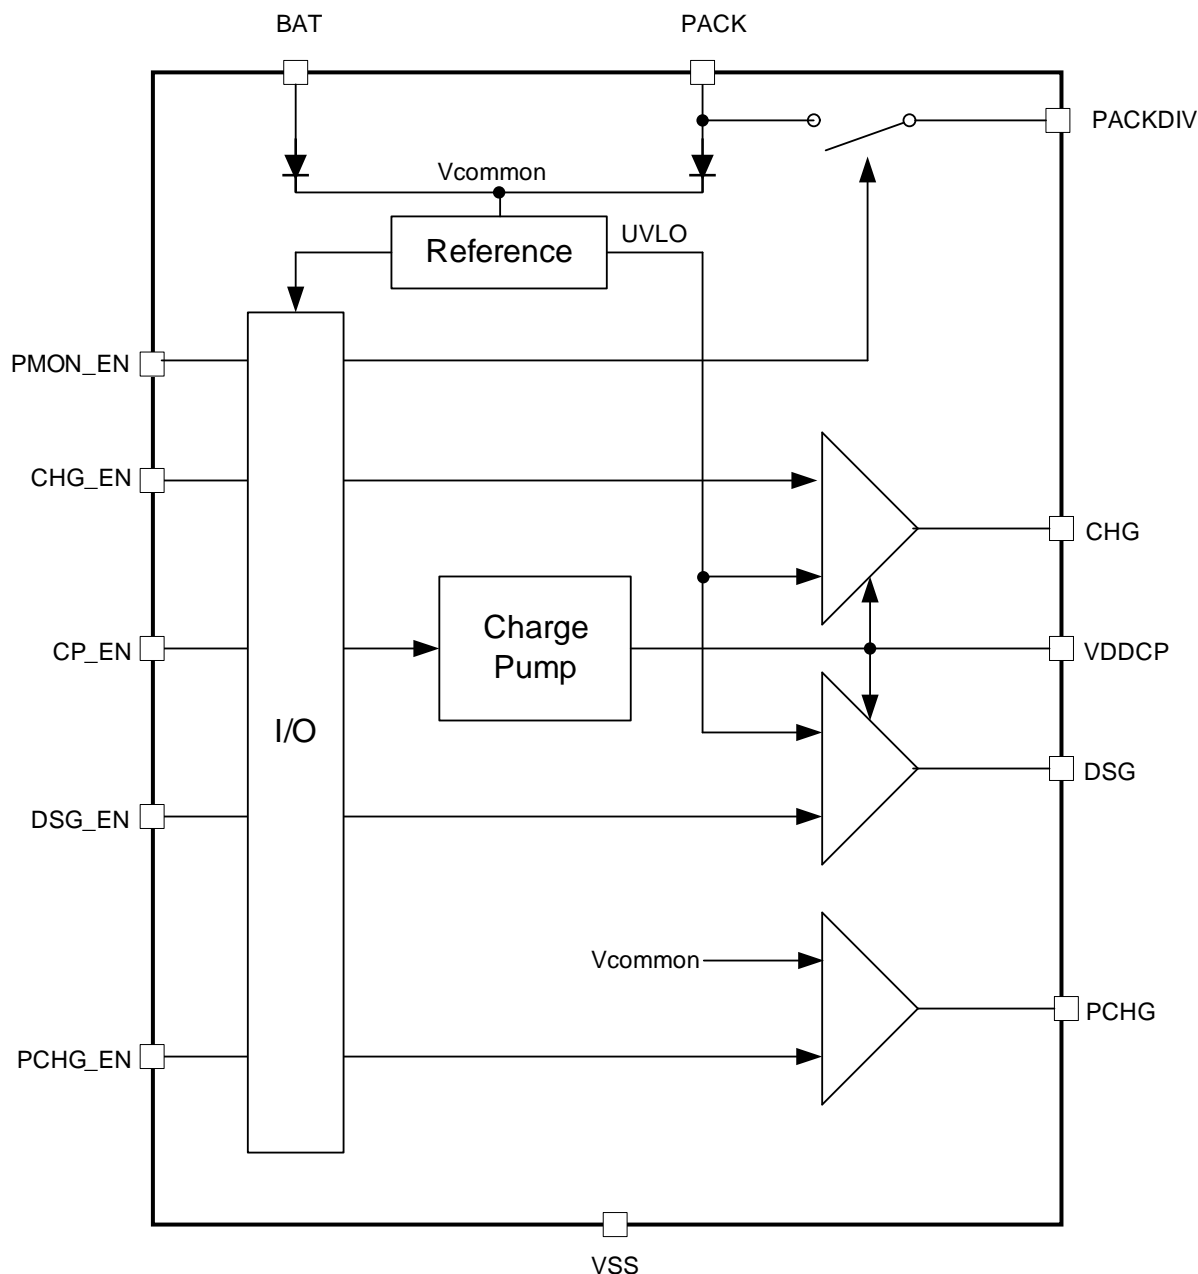 BAT
PACK
PACKDIV
Vcommon
UVLO
Reference
PMON_EN
CHG_EN
CHG
Charge
Pump
CP_EN
VDDCP
I/O
DSG
DSG_EN
Vcommon
PCHG
PCHG_EN
VSS